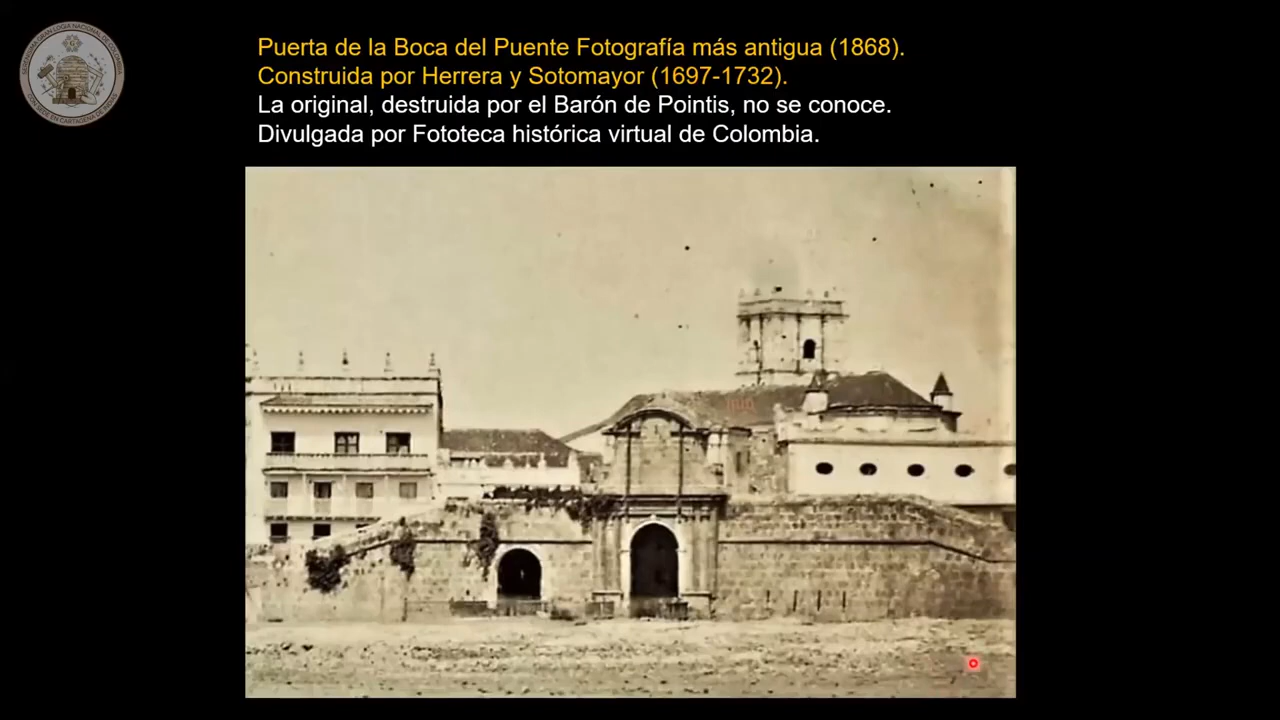 Puerta de la Boca del Puente Fotografía más antigua (1868).
Construida por Herrera y Sotomayor (1697-1732).
La original, destruida por el Barón de Pointis, no se conoce.
Divulgada por Fototeca histórica virtual de Colombia.